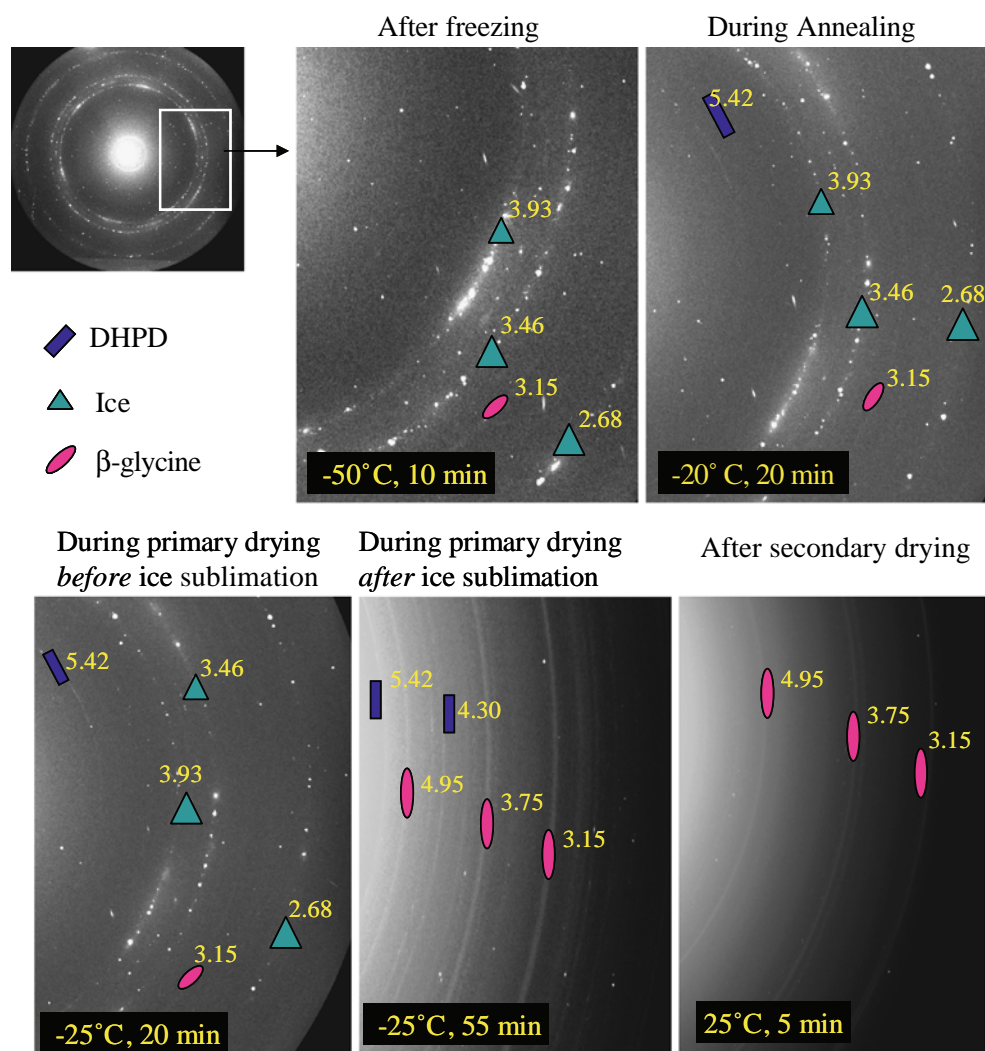 After freezing
During Annealing
5.42
3.93
3.93
3.46
3.46
2.68
3.15
3.15
2.68
-50˚C, 10 min
-20˚ C, 20 min
DHPD
Ice
β-glycine
During primary drying
before ice sublimation
During primary drying
after ice sublimation
After secondary drying
5.42
3.46
3.93
2.68
3.15
-25˚C, 20 min
5.42
4.30
4.95
3.75
3.15
-25˚C, 55 min
4.95
3.75
3.15
25˚C, 5 min